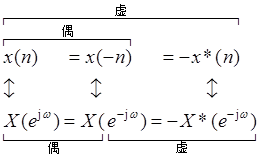 虚
偶
x(n) = x(−n) = −x*(n)
↕ ↕ ↕
X(e^{jω}) = X(e^{−jω}) = −X*(e^{−jω})
偶 虚